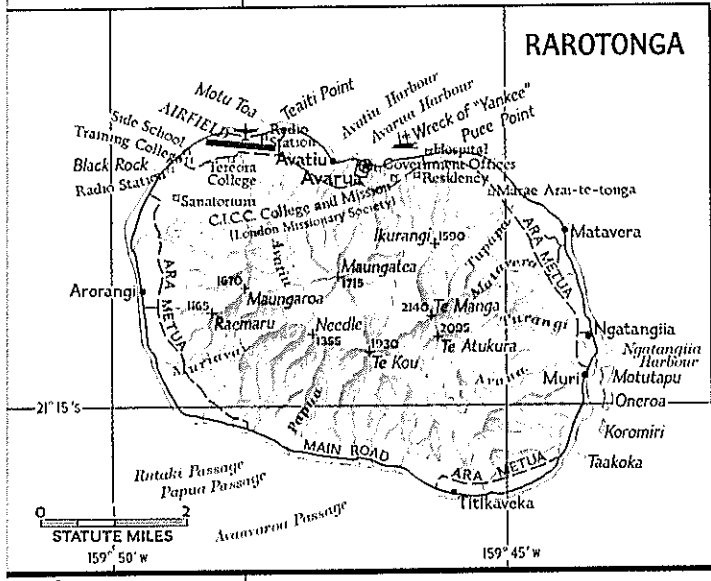 RAROTONGA
Motu Toa
Teaiti Point
Avatiu Harbour
Avarua Harbour
Wreck of "Yankee"
Puee Point
AIRFIELD
Side School
Training College
Radio
Station
Black Rock
Radio Station
Tereora
College
Avatiu
Avarua
Hospital
Government Offices
Residency
Sanatorium
C.I.C.C. College and Mission
(London Missionary Society)
Marae Arai-te-tonga
Matavera
Ikurangi 1590
Avatiu
Tupapa
Matavera
ARA METUA
Maungatea
1715
Arorangi
ARA METUA
1670
Maungaroa
1165
Raemaru
Needle
1355
2140 Te Manga
2095
Te Atukura
1930
Te Kou
Turangi
Ngatangiia
Ngatangiia
Harbour
Muriavai
Avana
Muri
Motutapu
Oneroa
21° 15' S
Papua
Koromiri
MAIN ROAD
ARA METUA
Taakoka
Titikaveka
Rutaki Passage
Papua Passage
Avaavaroa Passage
0 2
STATUTE MILES
159° 50' W
159° 45' W